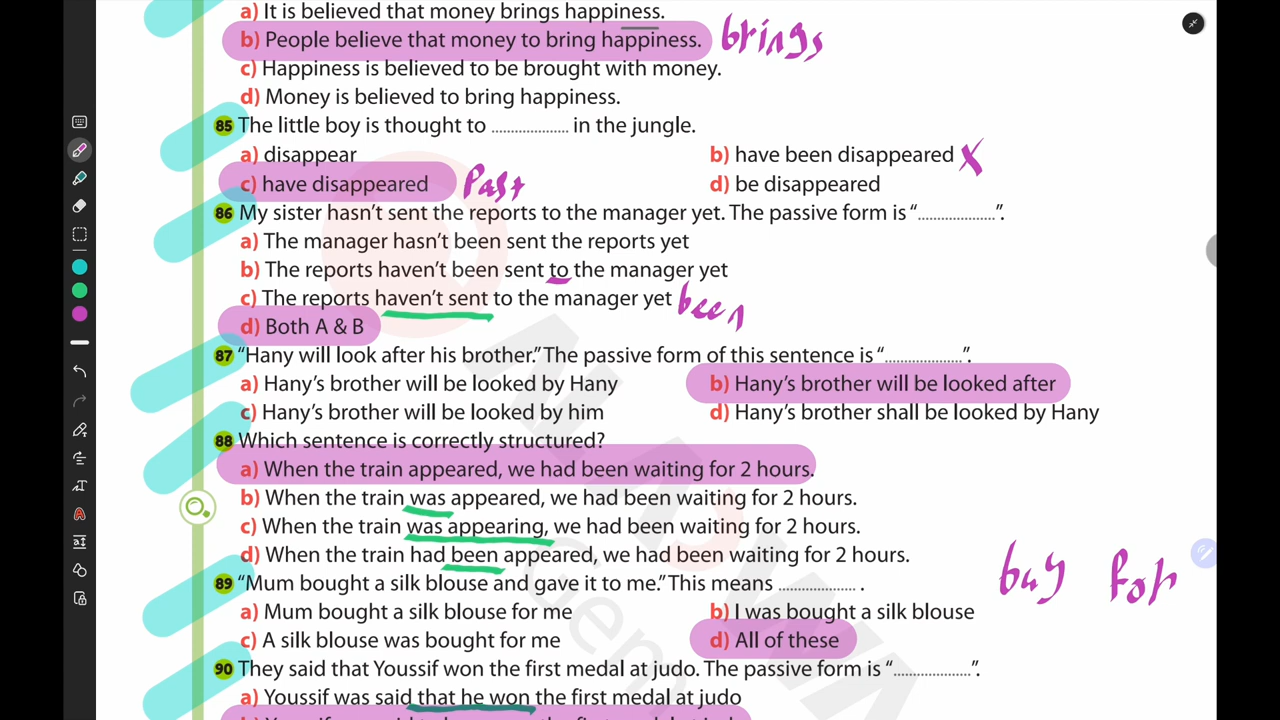 a) It is believed that money brings happiness.
b) People believe that money to bring happiness. brings
c) Happiness is believed to be brought with money.
d) Money is believed to bring happiness.
85 The little boy is thought to .................... in the jungle.
a) disappear b) have been disappeared X
c) have disappeared Past d) be disappeared
86 My sister hasn't sent the reports to the manager yet. The passive form is "....................".
a) The manager hasn't been sent the reports yet
b) The reports haven't been sent to the manager yet
c) The reports haven't sent to the manager yet been
d) Both A & B
87 "Hany will look after his brother." The passive form of this sentence is "....................".
a) Hany's brother will be looked by Hany b) Hany's brother will be looked after
c) Hany's brother will be looked by him d) Hany's brother shall be looked by Hany
88 Which sentence is correctly structured?
a) When the train appeared, we had been waiting for 2 hours.
b) When the train was appeared, we had been waiting for 2 hours.
c) When the train was appearing, we had been waiting for 2 hours.
d) When the train had been appeared, we had been waiting for 2 hours.
buy for
89 "Mum bought a silk blouse and gave it to me." This means .................... .
a) Mum bought a silk blouse for me b) I was bought a silk blouse
c) A silk blouse was bought for me d) All of these
90 They said that Youssif won the first medal at judo. The passive form is "....................".
a) Youssif was said that he won the first medal at judo